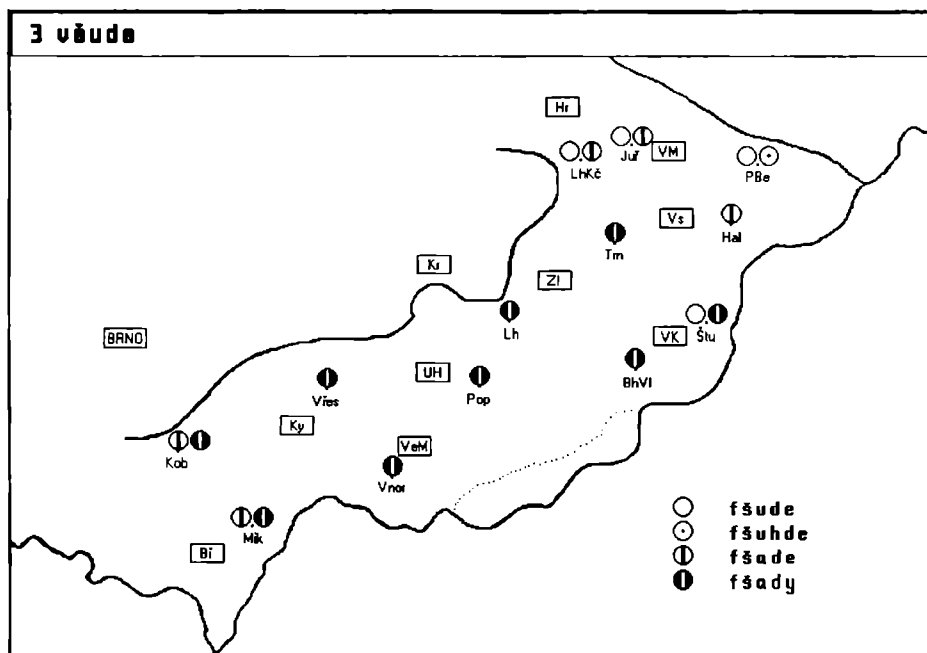 3 všude
Hr
Juř
VM
LhKč
PBe
Vs
Hal
Trn
Kr
Zl
Lh
BRNO
VK
Štu
UH
BhVl
Vřes
Pop
Ky
VeM
Kob
Vnor
Mik
Bř
fšude
fšuhde
fšade
fšady